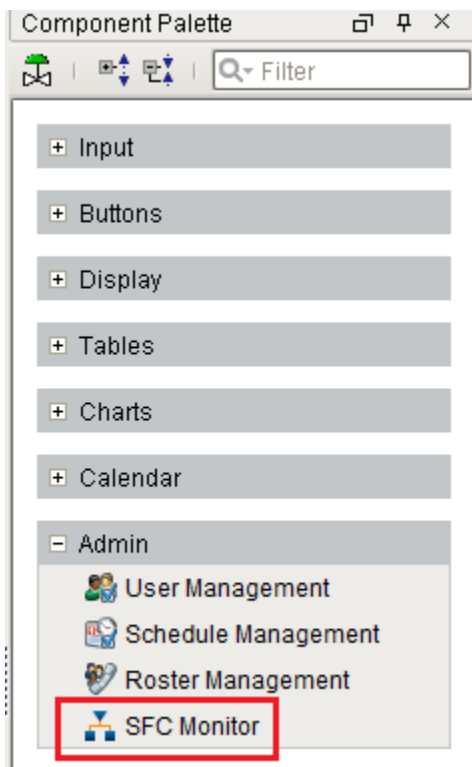 Component Palette
Filter
Input
Buttons
Display
Tables
Charts
Calendar
Admin
User Management
Schedule Management
Roster Management
SFC Monitor